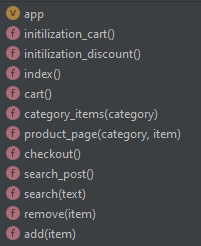 V app
f initilization_cart()
f initilization_discount()
f index()
f cart()
f category_items(category)
f product_page(category, item)
f checkout()
f search_post()
f search(text)
f remove(item)
f add(item)